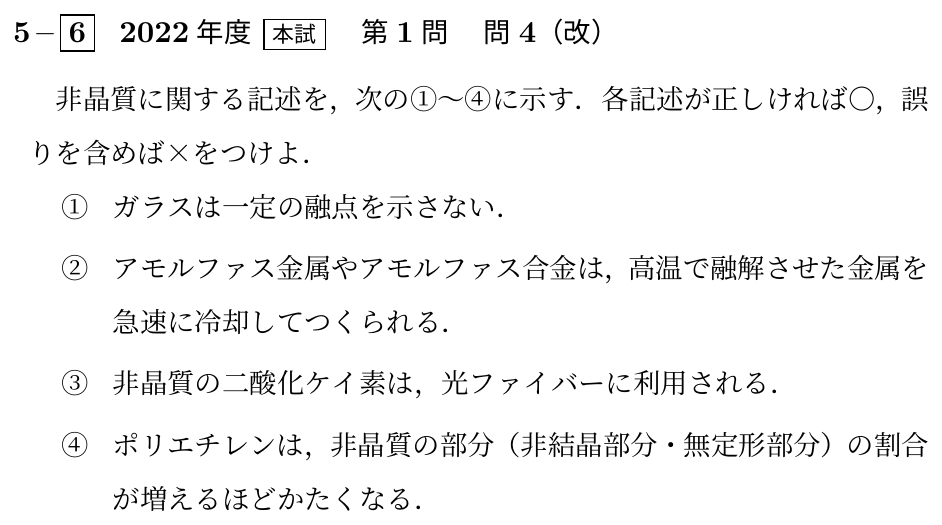 5−6 2022年度 本試 第1問 問4（改）
非晶質に関する記述を，次の①～④に示す．各記述が正しければ○，誤
りを含めば×をつけよ．
① ガラスは一定の融点を示さない．
② アモルファス金属やアモルファス合金は，高温で融解させた金属を
急速に冷却してつくられる．
③ 非晶質の二酸化ケイ素は，光ファイバーに利用される．
④ ポリエチレンは，非晶質の部分（非結晶部分・無定形部分）の割合
が増えるほどかたくなる．